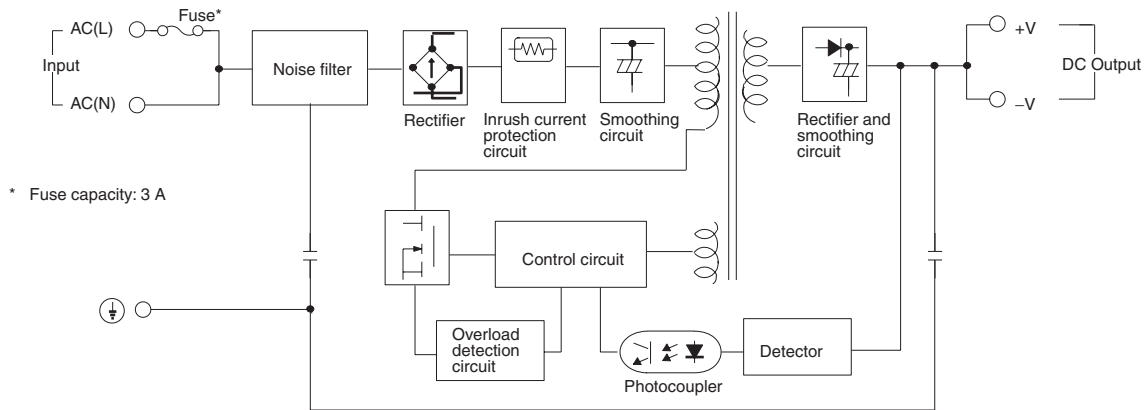 AC(L)
Fuse*
Input
AC(N)
Noise filter
Rectifier
Inrush current
protection
circuit
Smoothing
circuit
Rectifier and
smoothing
circuit
+V
DC Output
–V
* Fuse capacity: 3 A
Control circuit
Overload
detection
circuit
Photocoupler
Detector